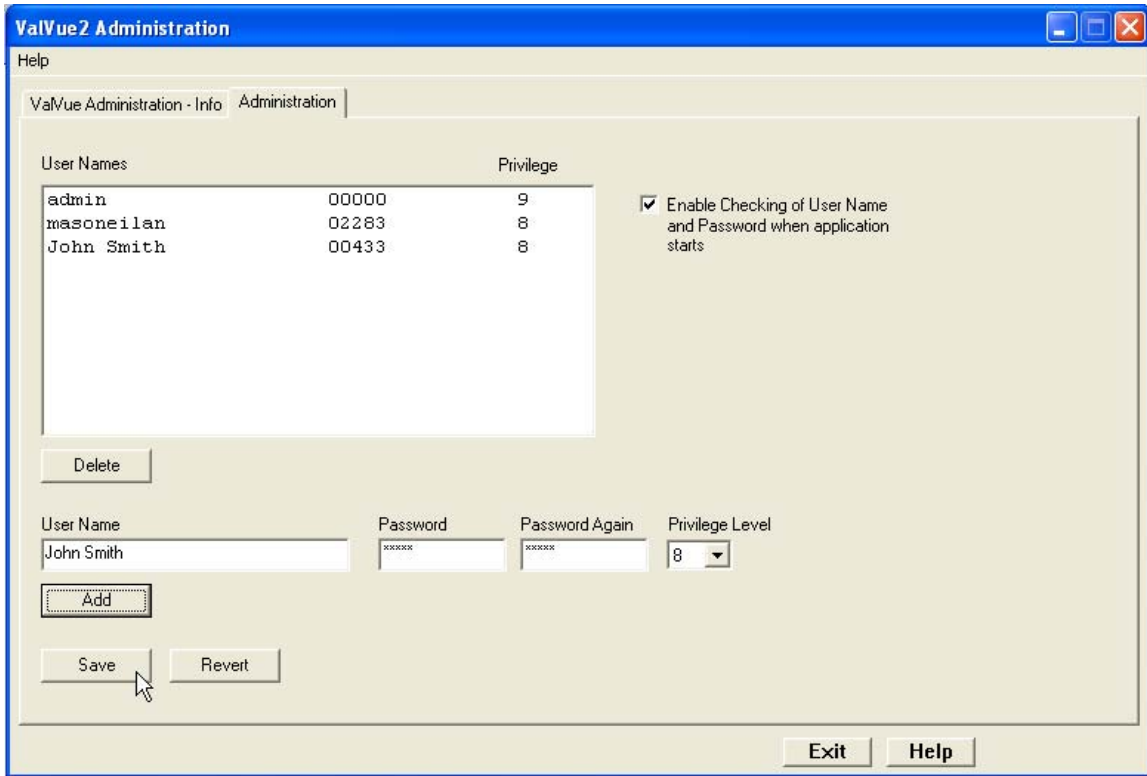 ValVue2 Administration
Help
ValVue Administration - Info Administration
User Names Privilege
admin 00000 9
masoneilan 02283 8
John Smith 00433 8
Enable Checking of User Name
and Password when application
starts
Delete
User Name Password Password Again Privilege Level
John Smith ***** ***** 8
Add
Save Revert
Exit Help